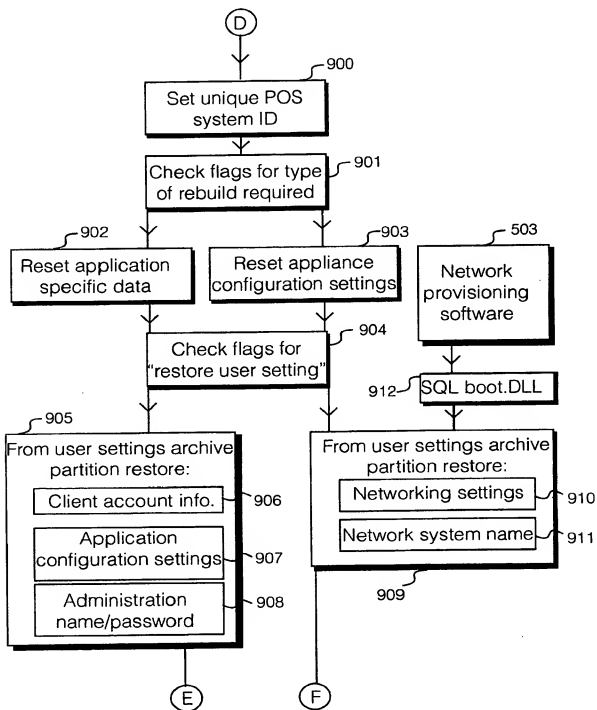 D
900
Set unique POS
system ID
901
Check flags for type
of rebuild required
902
Reset application
specific data
903
Reset appliance
configuration settings
503
Network
provisioning
software
904
Check flags for
“restore user setting”
912
SQL boot.DLL
905
From user settings archive
partition restore:
Client account info.
906
Application
configuration settings
907
Administration
name/password
908
From user settings archive
partition restore:
Networking settings
910
Network system name
911
909
E
F